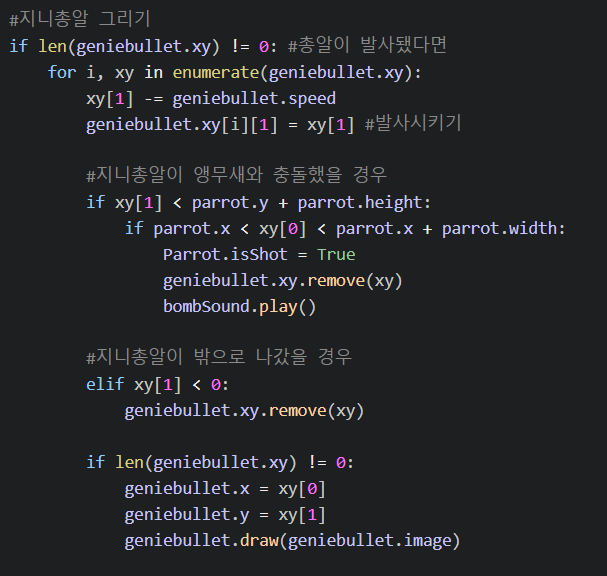 #지니총알 그리기
if len(geniebullet.xy) != 0: #총알이 발사됐다면
    for i, xy in enumerate(geniebullet.xy):
        xy[1] -= geniebullet.speed
        geniebullet.xy[i][1] = xy[1] #발사시키기

        #지니총알이 앵무새와 충돌했을 경우
        if xy[1] < parrot.y + parrot.height:
            if parrot.x < xy[0] < parrot.x + parrot.width:
                Parrot.isShot = True
                geniebullet.xy.remove(xy)
                bombSound.play()

        #지니총알이 밖으로 나갔을 경우
        elif xy[1] < 0:
            geniebullet.xy.remove(xy)

        if len(geniebullet.xy) != 0:
            geniebullet.x = xy[0]
            geniebullet.y = xy[1]
            geniebullet.draw(geniebullet.image)